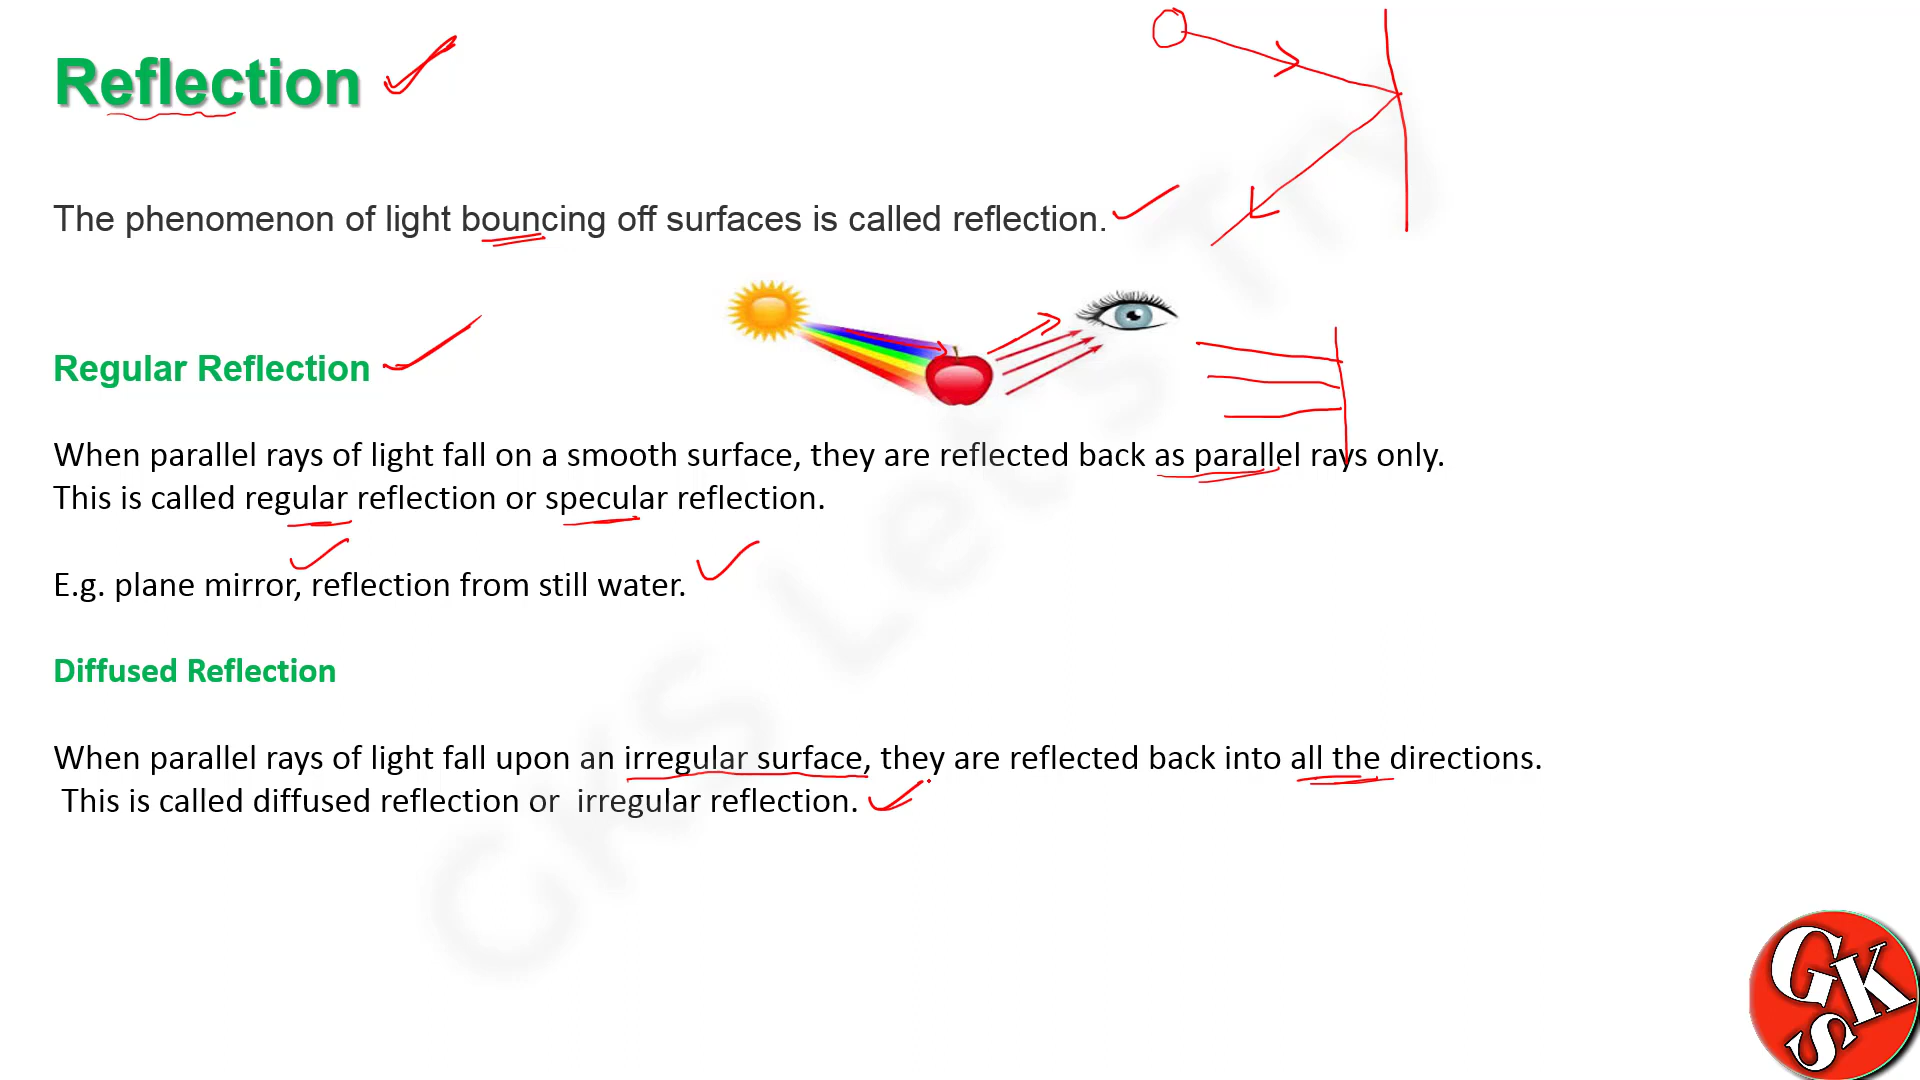 Reflection
The phenomenon of light bouncing off surfaces is called reflection.
Regular Reflection
When parallel rays of light fall on a smooth surface, they are reflected back as parallel rays only.
This is called regular reflection or specular reflection.
E.g. plane mirror, reflection from still water.
Diffused Reflection
When parallel rays of light fall upon an irregular surface, they are reflected back into all the directions.
This is called diffused reflection or irregular reflection.
GKS